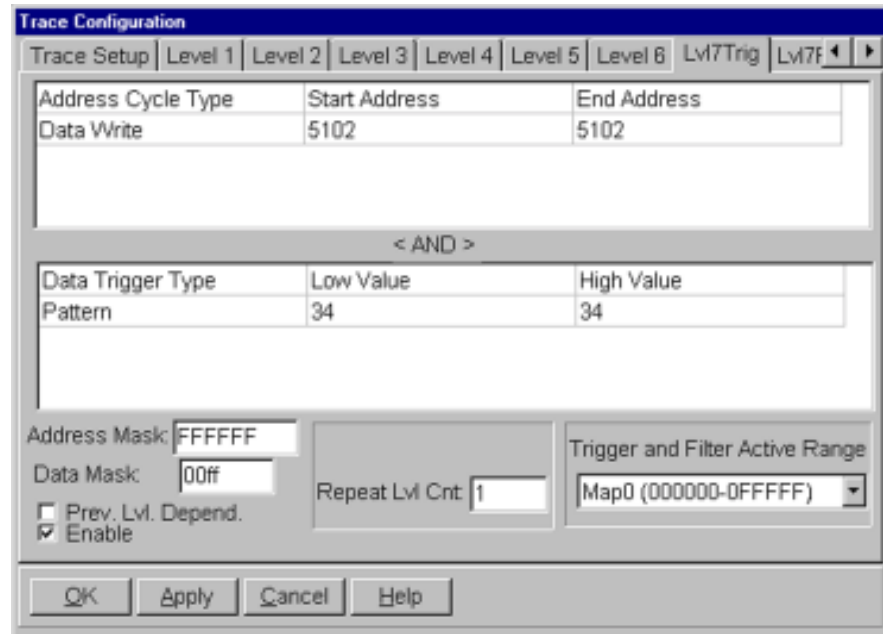 Trace Configuration
Trace Setup Level 1 Level 2 Level 3 Level 4 Level 5 Level 6 Lvl7Trig Lvl7F
Address Cycle Type Start Address End Address
Data Write 5102 5102
< AND >
Data Trigger Type Low Value High Value
Pattern 34 34
Address Mask: FFFFFF
Data Mask: 00ff
Prev. Lvl. Depend.
Enable
Repeat Lvl Cnt: 1
Trigger and Filter Active Range
Map0 (000000-0FFFFF)
OK Apply Cancel Help